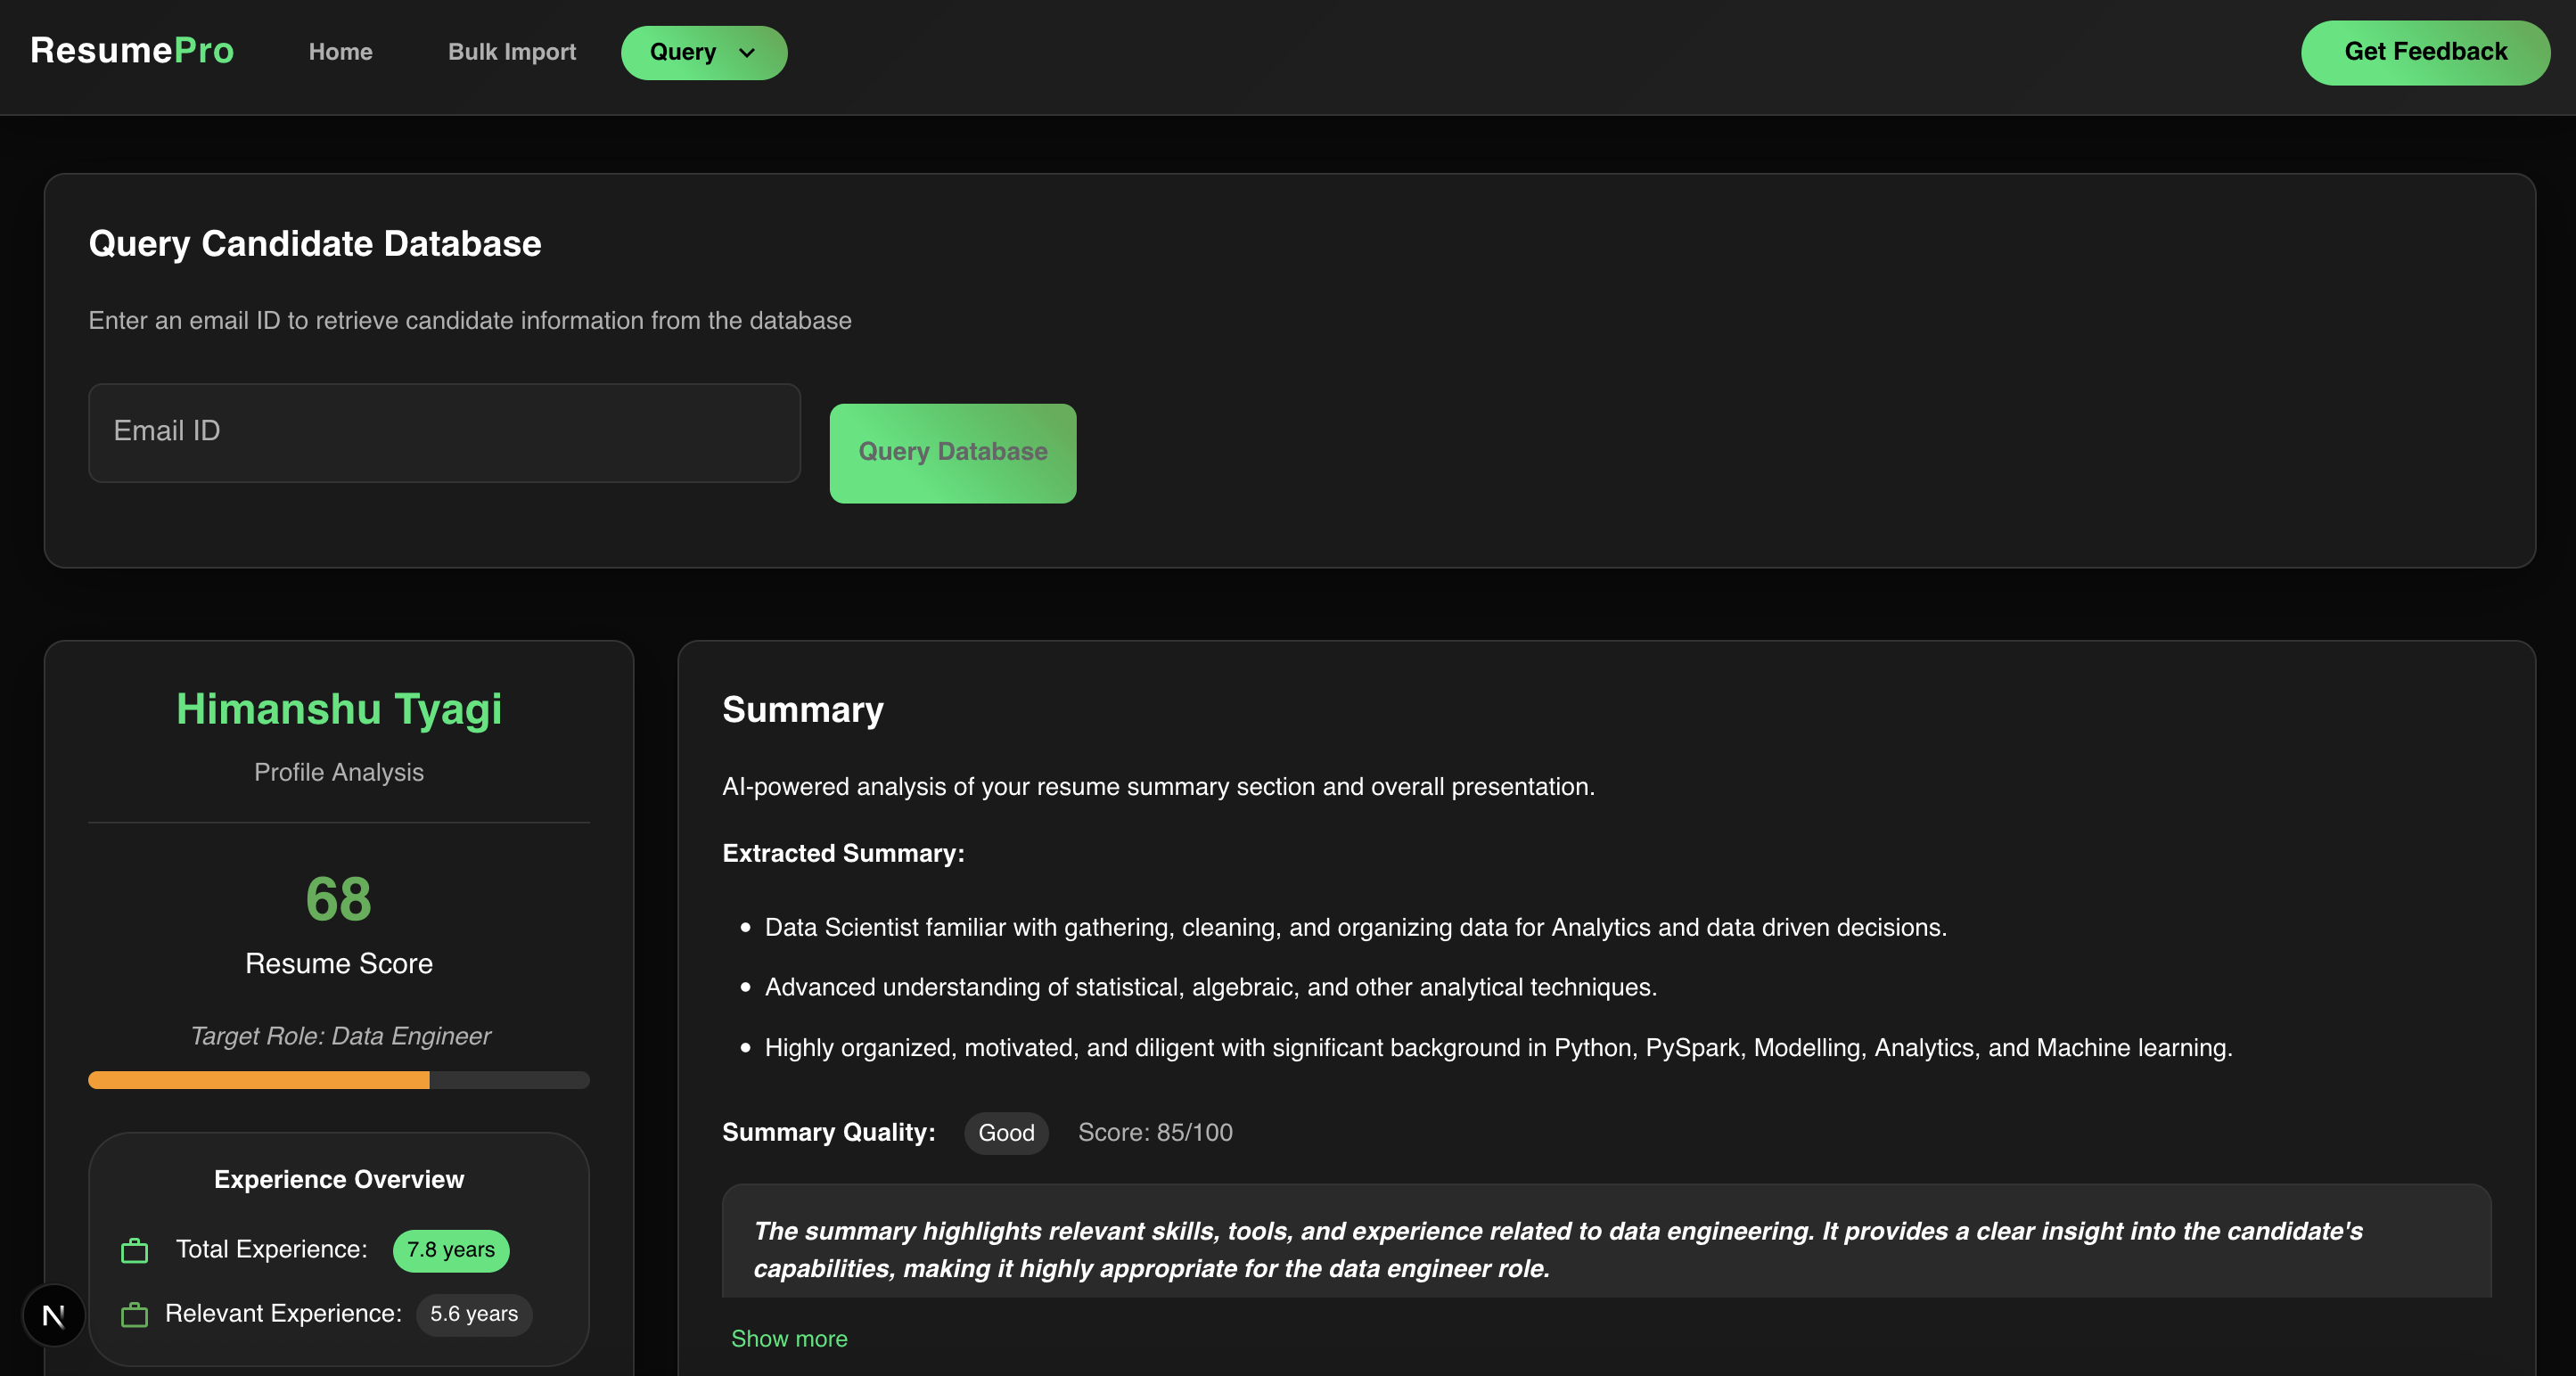 ResumePro
Home
Bulk Import
Query
Get Feedback
Query Candidate Database
Enter an email ID to retrieve candidate information from the database
Email ID
Query Database
Himanshu Tyagi
Profile Analysis
68
Resume Score
Target Role: Data Engineer
Experience Overview
Total Experience: 7.8 years
Relevant Experience: 5.6 years
N
Summary
AI-powered analysis of your resume summary section and overall presentation.
Extracted Summary:
• Data Scientist familiar with gathering, cleaning, and organizing data for Analytics and data driven decisions.
• Advanced understanding of statistical, algebraic, and other analytical techniques.
• Highly organized, motivated, and diligent with significant background in Python, PySpark, Modelling, Analytics, and Machine learning.
Summary Quality: Good Score: 85/100
The summary highlights relevant skills, tools, and experience related to data engineering. It provides a clear insight into the candidate's
capabilities, making it highly appropriate for the data engineer role.
Show more